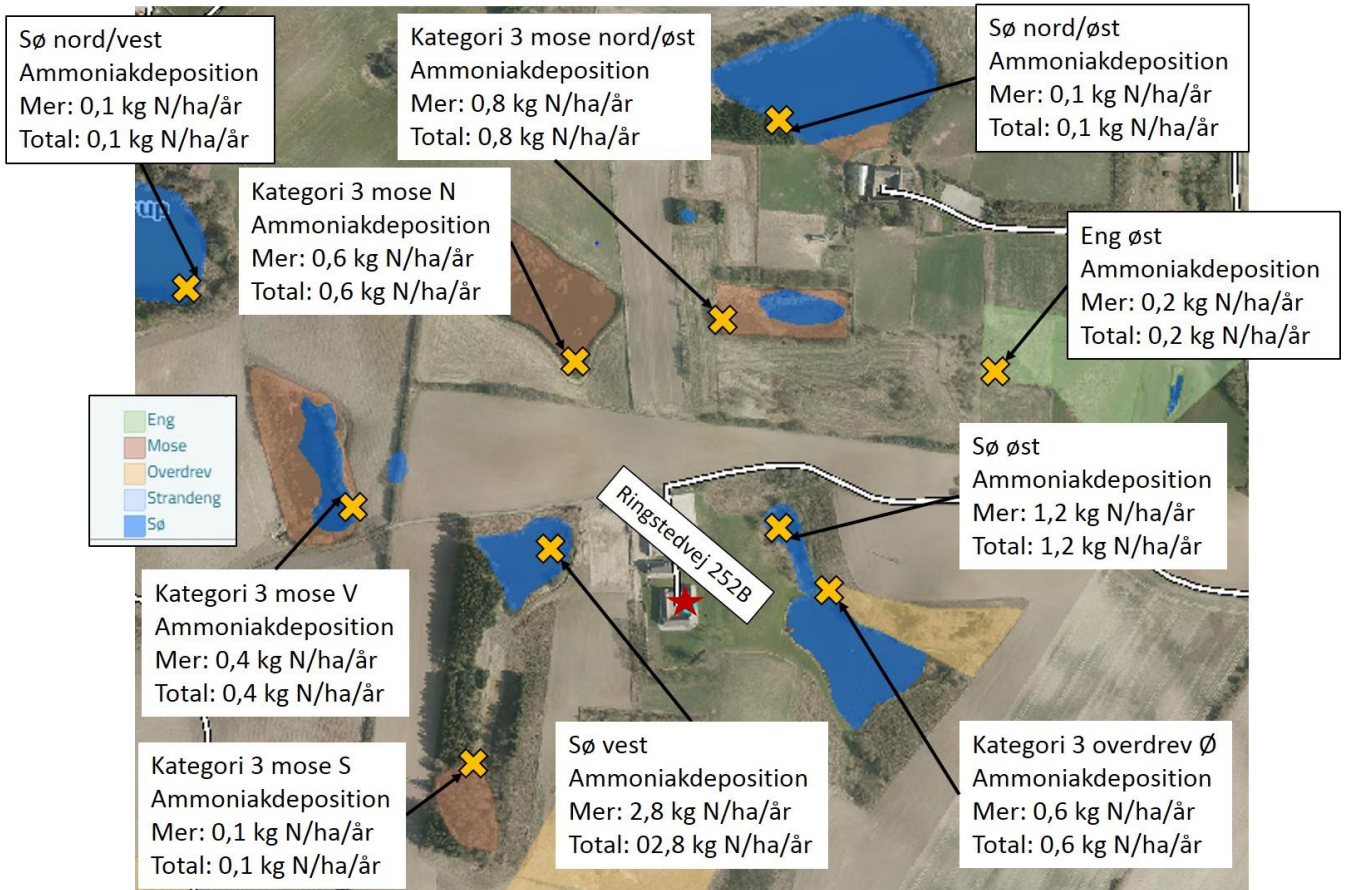 Sø nord/vest
Ammoniakdeposition
Mer: 0,1 kg N/ha/år
Total: 0,1 kg N/ha/år
Kategori 3 mose nord/øst
Ammoniakdeposition
Mer: 0,8 kg N/ha/år
Total: 0,8 kg N/ha/år
Sø nord/øst
Ammoniakdeposition
Mer: 0,1 kg N/ha/år
Total: 0,1 kg N/ha/år
Kategori 3 mose N
Ammoniakdeposition
Mer: 0,6 kg N/ha/år
Total: 0,6 kg N/ha/år
Eng øst
Ammoniakdeposition
Mer: 0,2 kg N/ha/år
Total: 0,2 kg N/ha/år
Eng
Mose
Overdrev
Strandeng
Sø
Ringstedvej 252B
Sø øst
Ammoniakdeposition
Mer: 1,2 kg N/ha/år
Total: 1,2 kg N/ha/år
Kategori 3 mose V
Ammoniakdeposition
Mer: 0,4 kg N/ha/år
Total: 0,4 kg N/ha/år
Kategori 3 mose S
Ammoniakdeposition
Mer: 0,1 kg N/ha/år
Total: 0,1 kg N/ha/år
Sø vest
Ammoniakdeposition
Mer: 2,8 kg N/ha/år
Total: 02,8 kg N/ha/år
Kategori 3 overdrev Ø
Ammoniakdeposition
Mer: 0,6 kg N/ha/år
Total: 0,6 kg N/ha/år